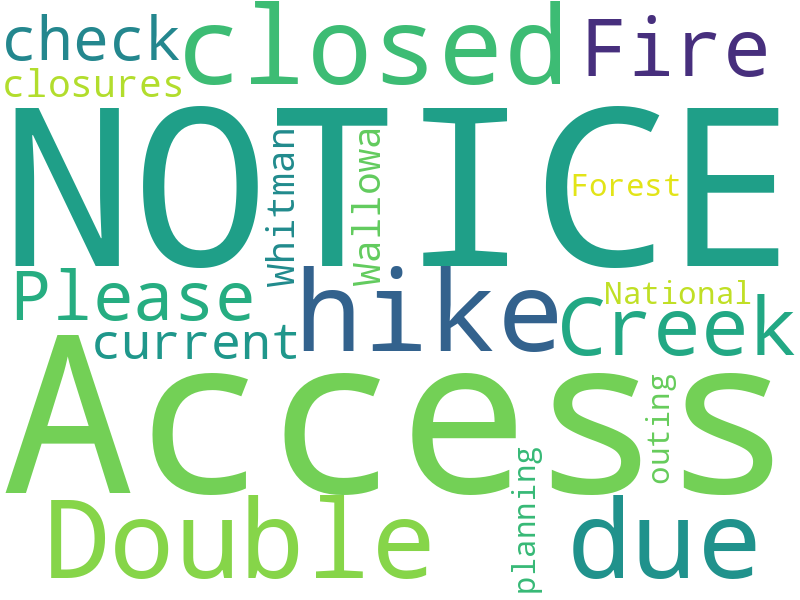 check closed Fire
closures
NOTICE
Whitman
Wallowa
Forest
Please hike National
current Creek
Access
outing
planning
Double due